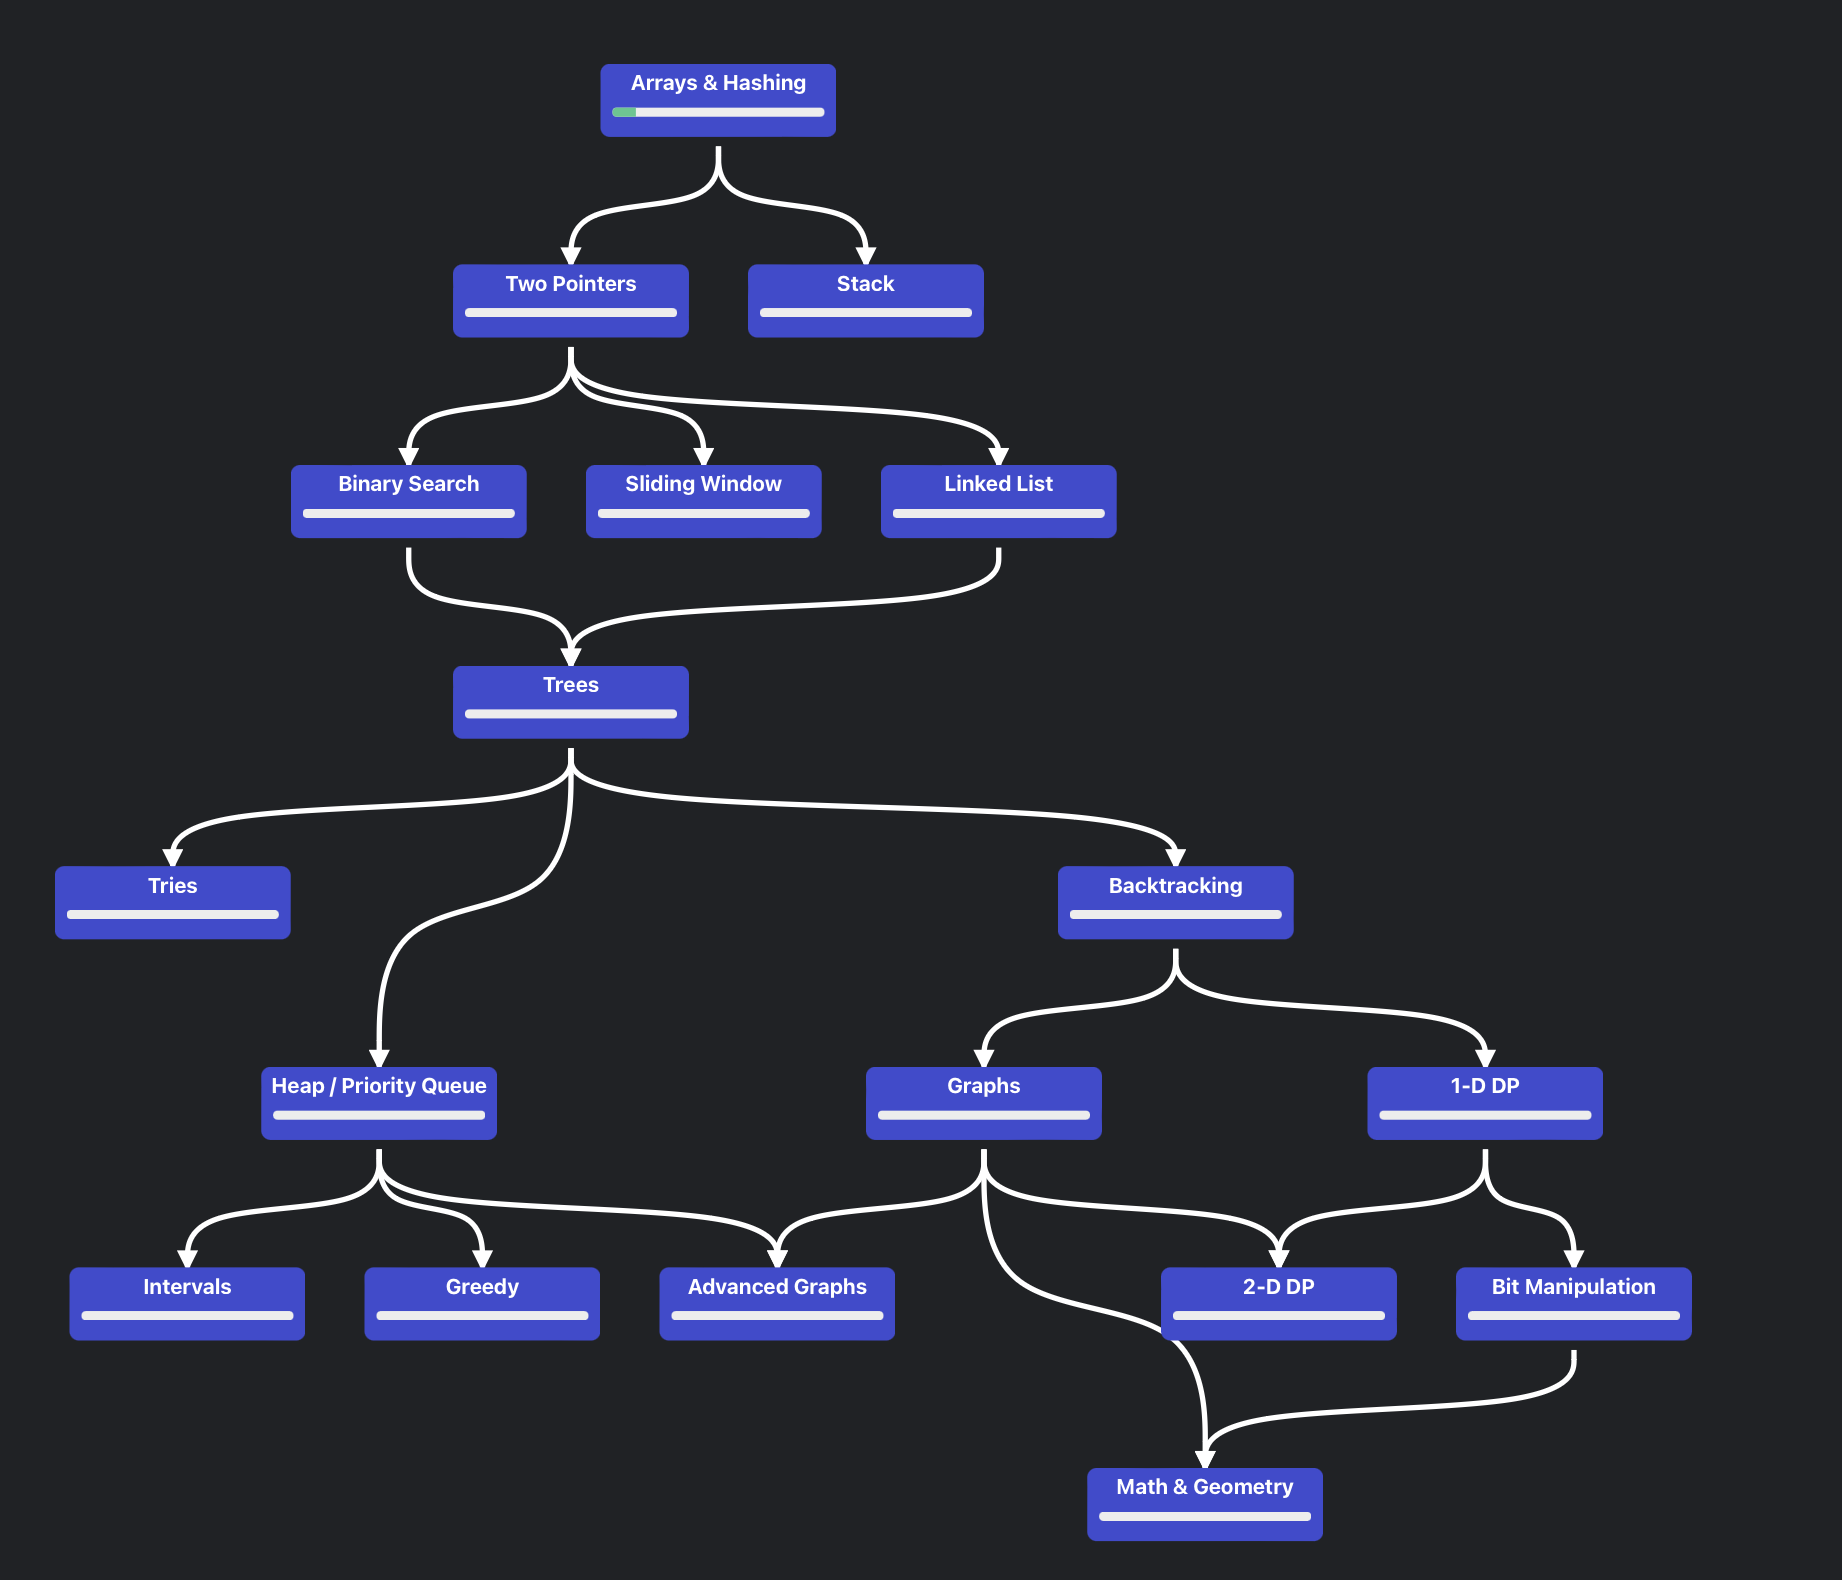 Arrays & Hashing
Two Pointers
Stack
Binary Search
Sliding Window
Linked List
Trees
Tries
Backtracking
Heap / Priority Queue
Graphs
1-D DP
Intervals
Greedy
Advanced Graphs
2-D DP
Bit Manipulation
Math & Geometry